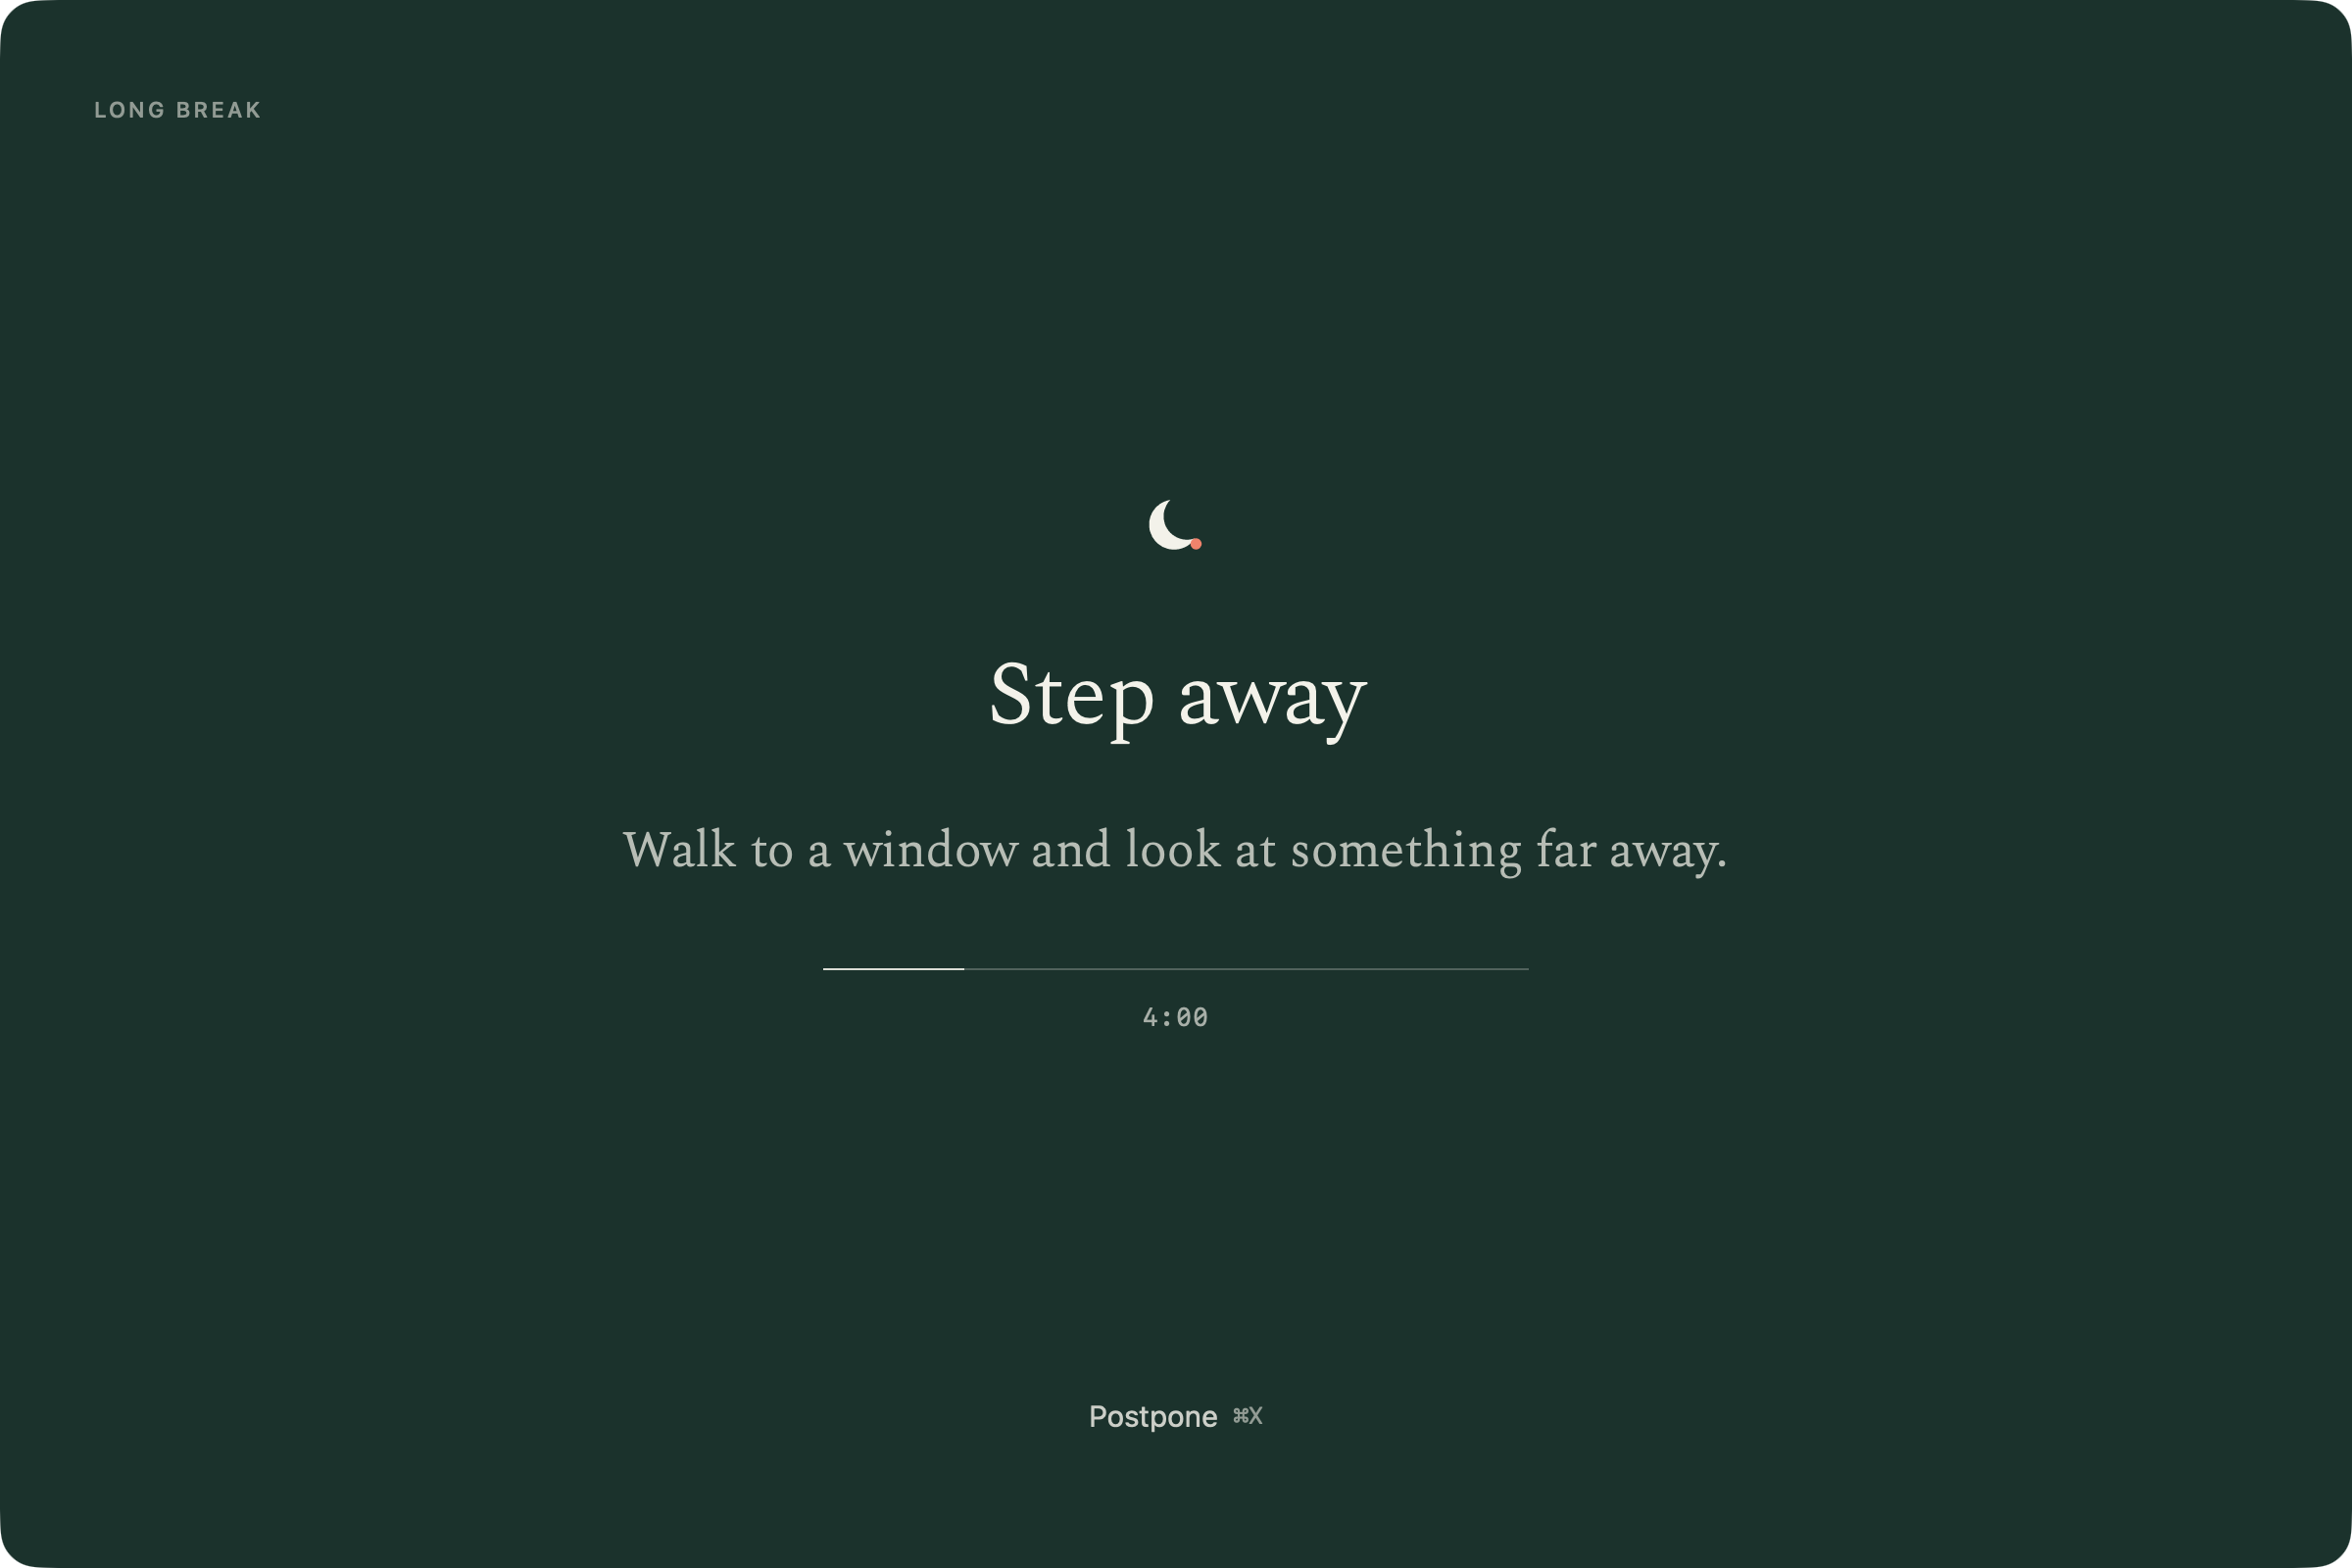 LONG BREAK
Step away
Walk to a window and look at something far away.
4:00
Postpone ⌘X